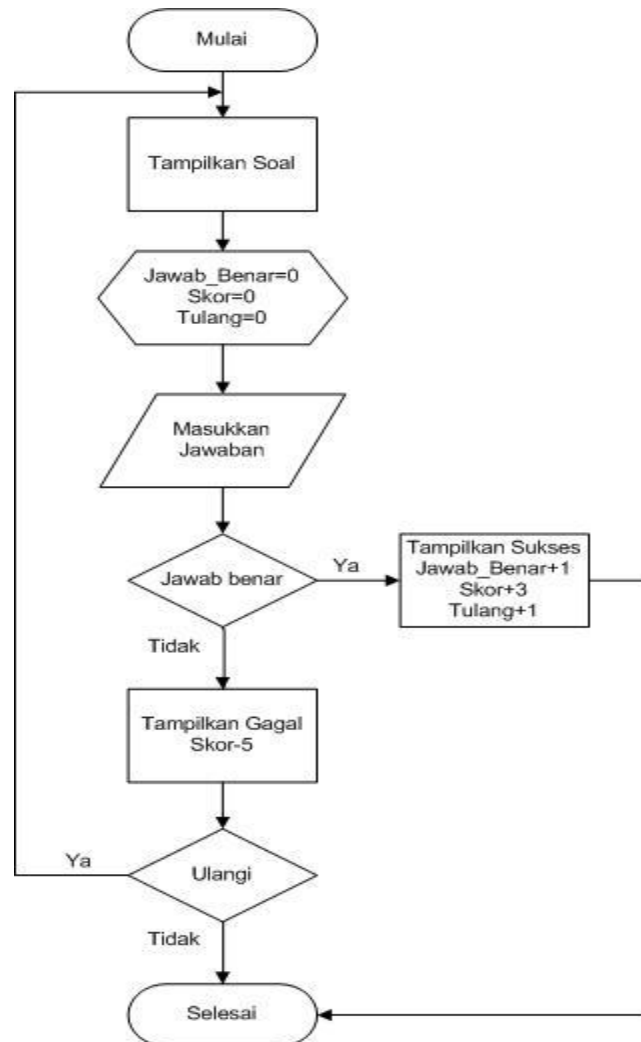 Mulai
Tampilkan Soal
Jawab_Benar=0
Skor=0
Tulang=0
Masukkan
Jawaban
Jawab benar
Ya
Tampilkan Sukses
Jawab_Benar+1
Skor+3
Tulang+1
Tidak
Tampilkan Gagal
Skor-5
Ya
Ulangi
Tidak
Selesai